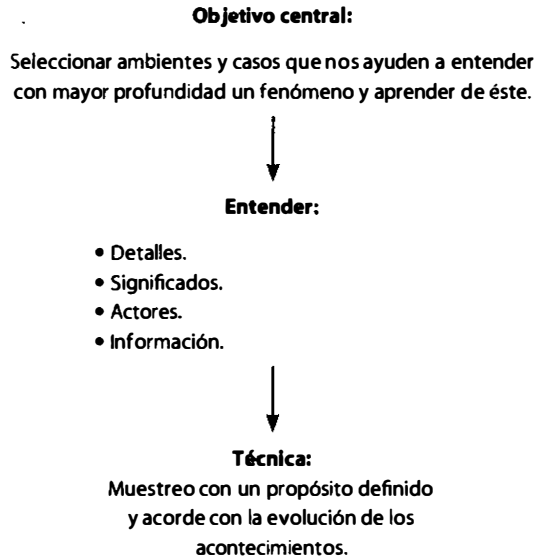 Objetivo central:
Seleccionar ambientes y casos que nos ayuden a entender
con mayor profundidad un fenómeno y aprender de éste.
Entender:
• Detalles.
• Significados.
• Actores.
• Información.
Técnica:
Muestreo con un propósito definido
y acorde con la evolución de los
acontecimientos.